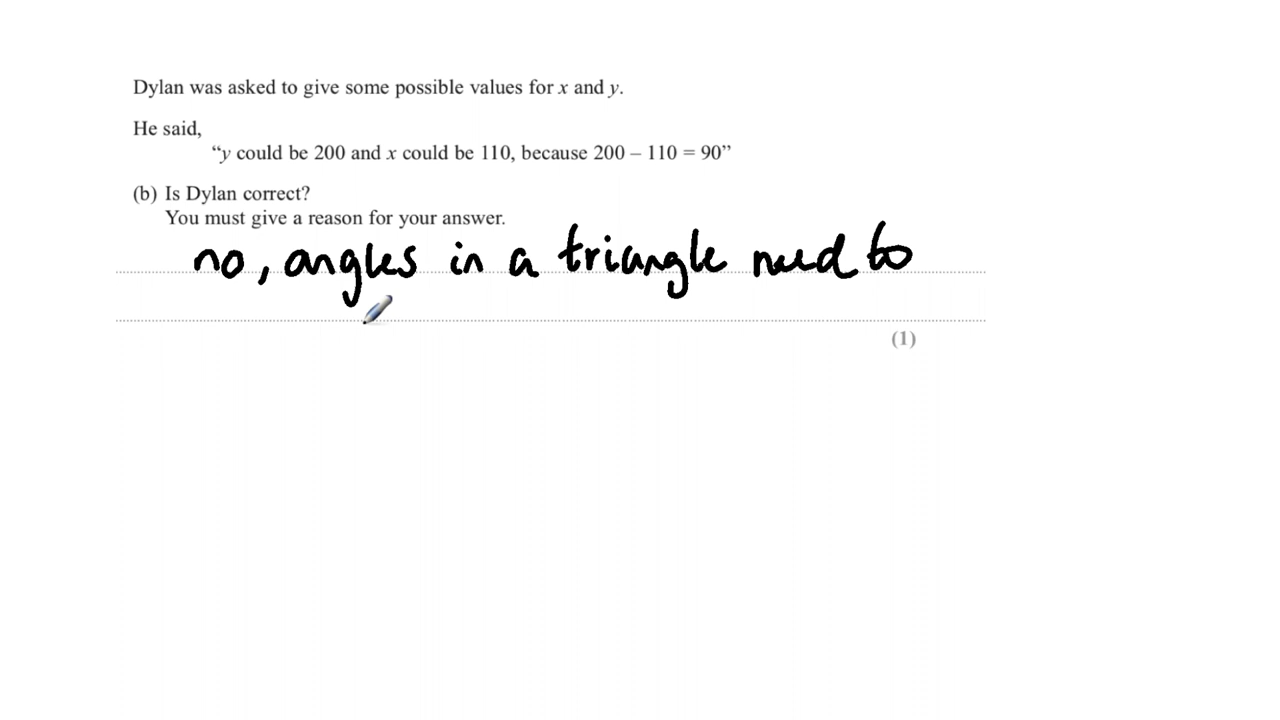 Dylan was asked to give some possible values for x and y.
He said,
“y could be 200 and x could be 110, because 200 – 110 = 90”
(b) Is Dylan correct?
You must give a reason for your answer.
no, angles in a triangle need to
(1)